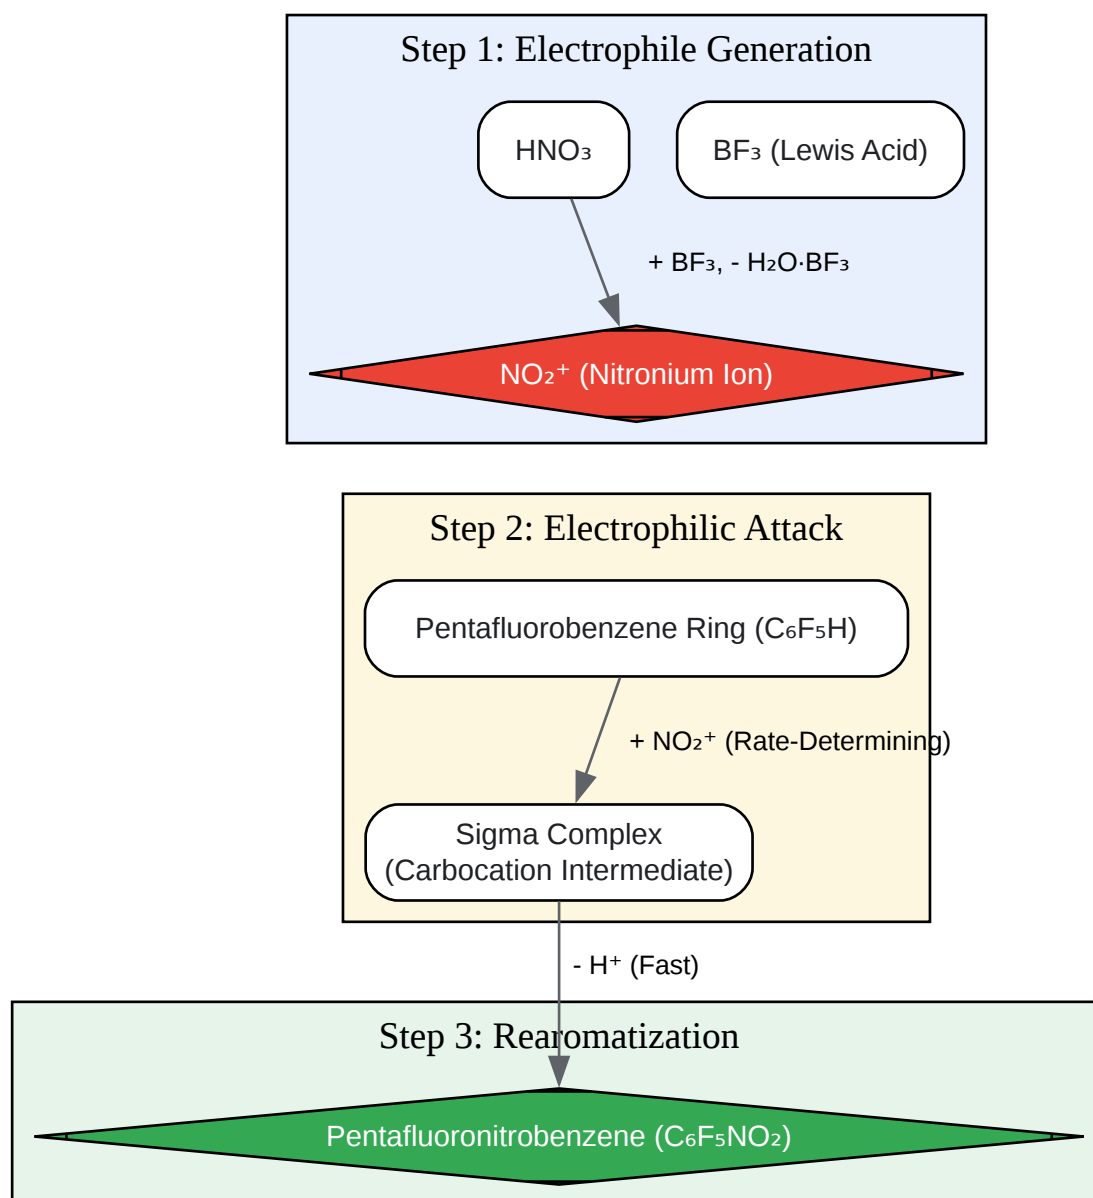 Step 1: Electrophile Generation
HNO₃
BF₃ (Lewis Acid)
+ BF₃, - H₂O·BF₃
NO₂⁺ (Nitronium Ion)
Step 2: Electrophilic Attack
Pentafluorobenzene Ring (C₆F₅H)
+ NO₂⁺ (Rate-Determining)
Sigma Complex
(Carbocation Intermediate)
- H⁺ (Fast)
Step 3: Rearomatization
Pentafluoronitrobenzene (C₆F₅NO₂)